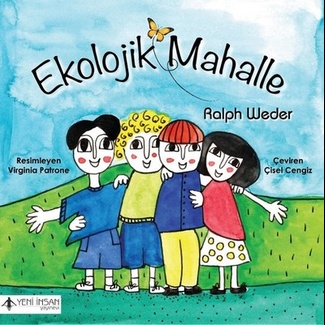 Ekolojik Mahalle
Ralph Weder
Resimleyen
Virginia Patrone
Çeviren
Çisel Cengiz
YENİ İNSAN
yayınevi